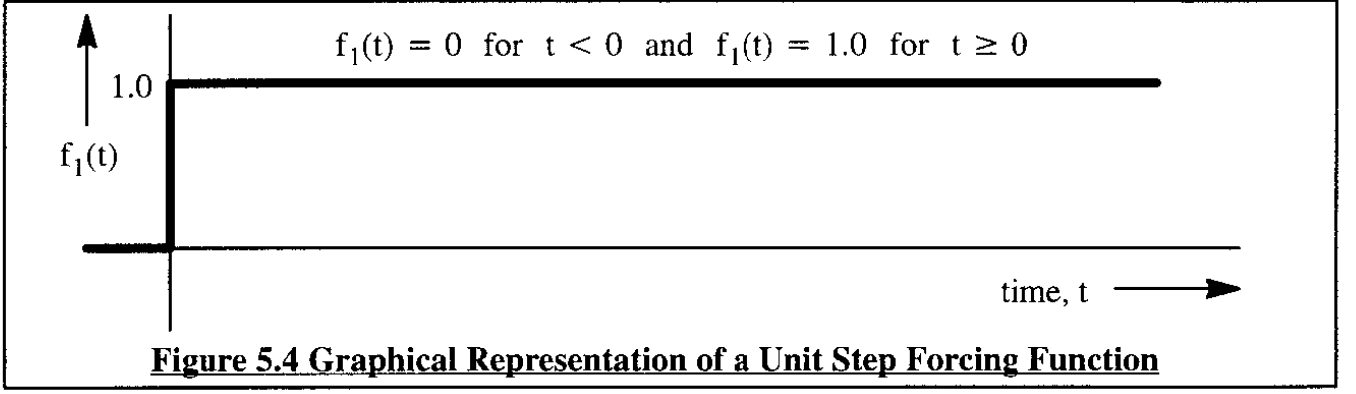 f₁(t) = 0 for t < 0 and f₁(t) = 1.0 for t ≥ 0
1.0
f₁(t)
time, t
Figure 5.4 Graphical Representation of a Unit Step Forcing Function